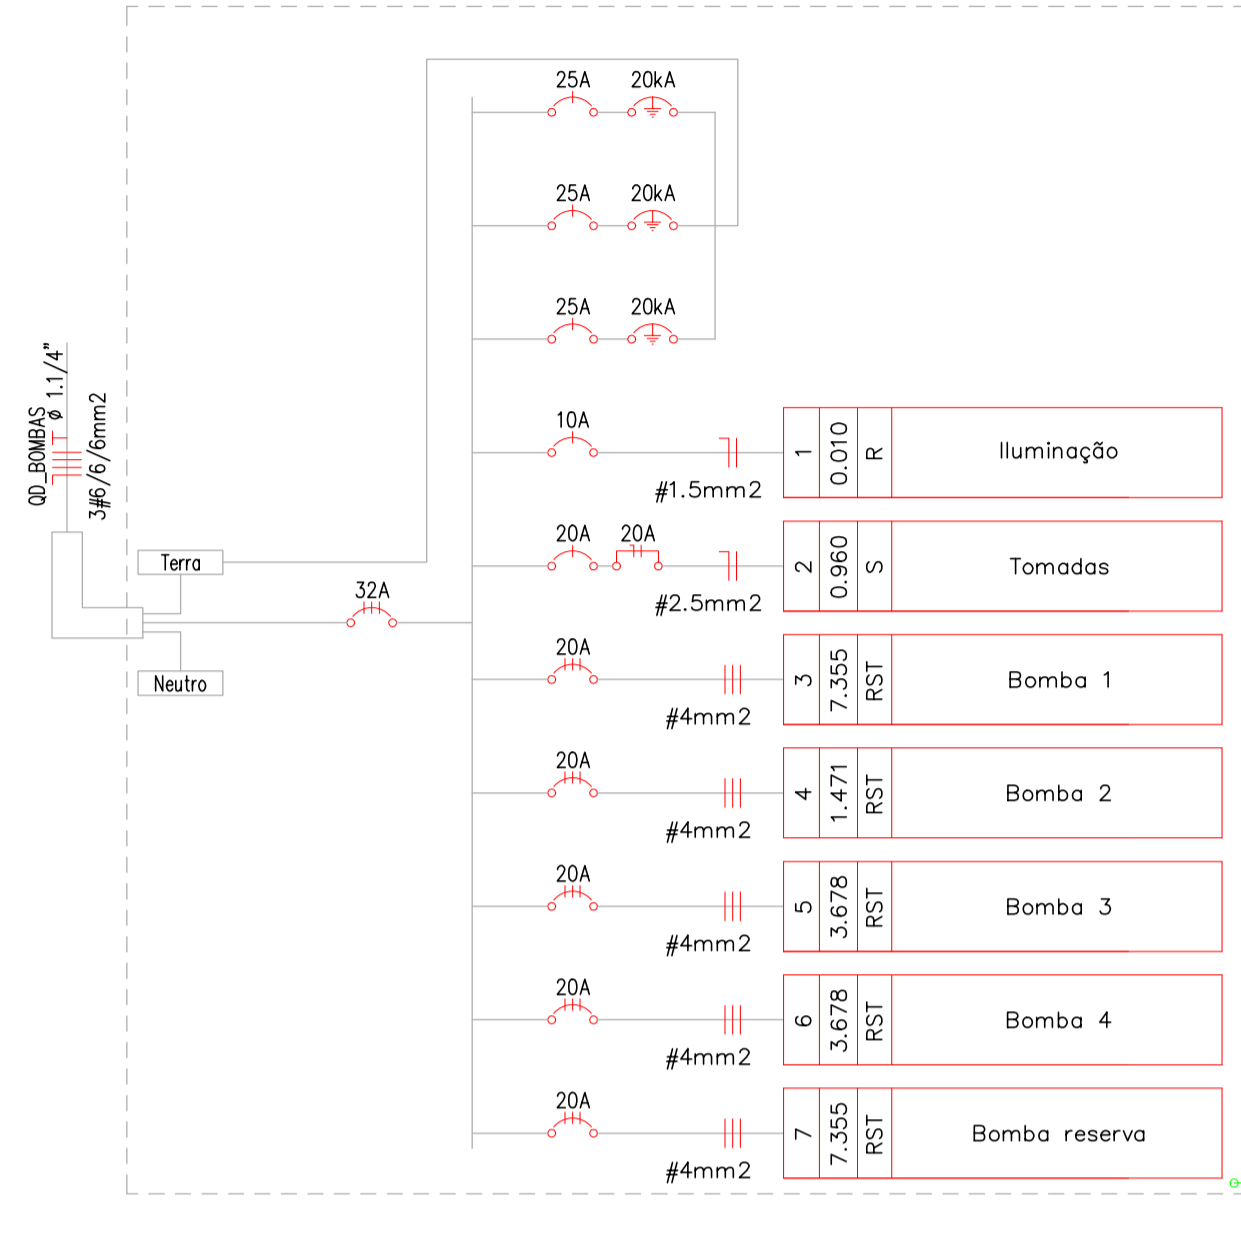 25A 20kA
25A 20kA
25A 20kA
QD_BOMBAS
ø 1.1/4"
3#6/6/6mm2
Terra
32A
Neutro
10A
#1.5mm2
1 0.010 R Iluminação
20A 20A
#2.5mm2
2 0.960 S Tomadas
20A
#4mm2
3 7.355 RST Bomba 1
20A
#4mm2
4 1.471 RST Bomba 2
20A
#4mm2
5 3.678 RST Bomba 3
20A
#4mm2
6 3.678 RST Bomba 4
20A
#4mm2
7 7.355 RST Bomba reserva